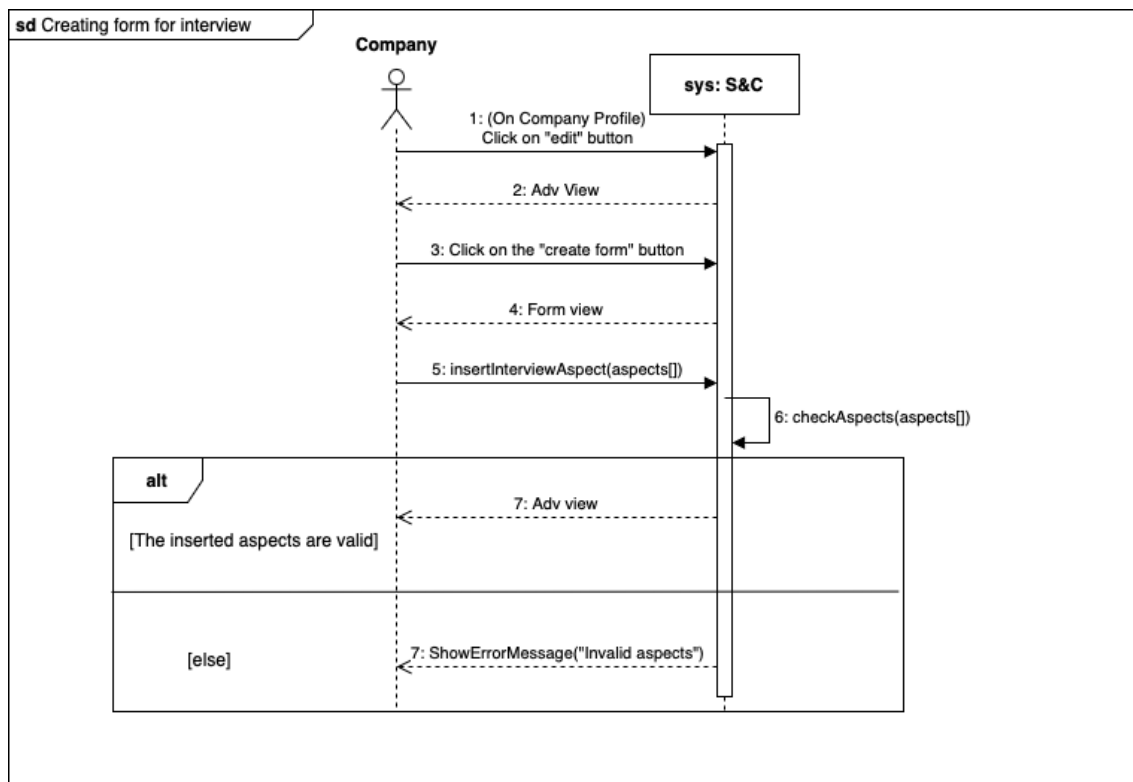 sd Creating form for interview
Company
sys: S&C
1: (On Company Profile)
Click on "edit" button
2: Adv View
3: Click on the "create form" button
4: Form view
5: insertInterviewAspect(aspects[])
6: checkAspects(aspects[])
alt
7: Adv view
[The inserted aspects are valid]
7: ShowErrorMessage("Invalid aspects")
[else]